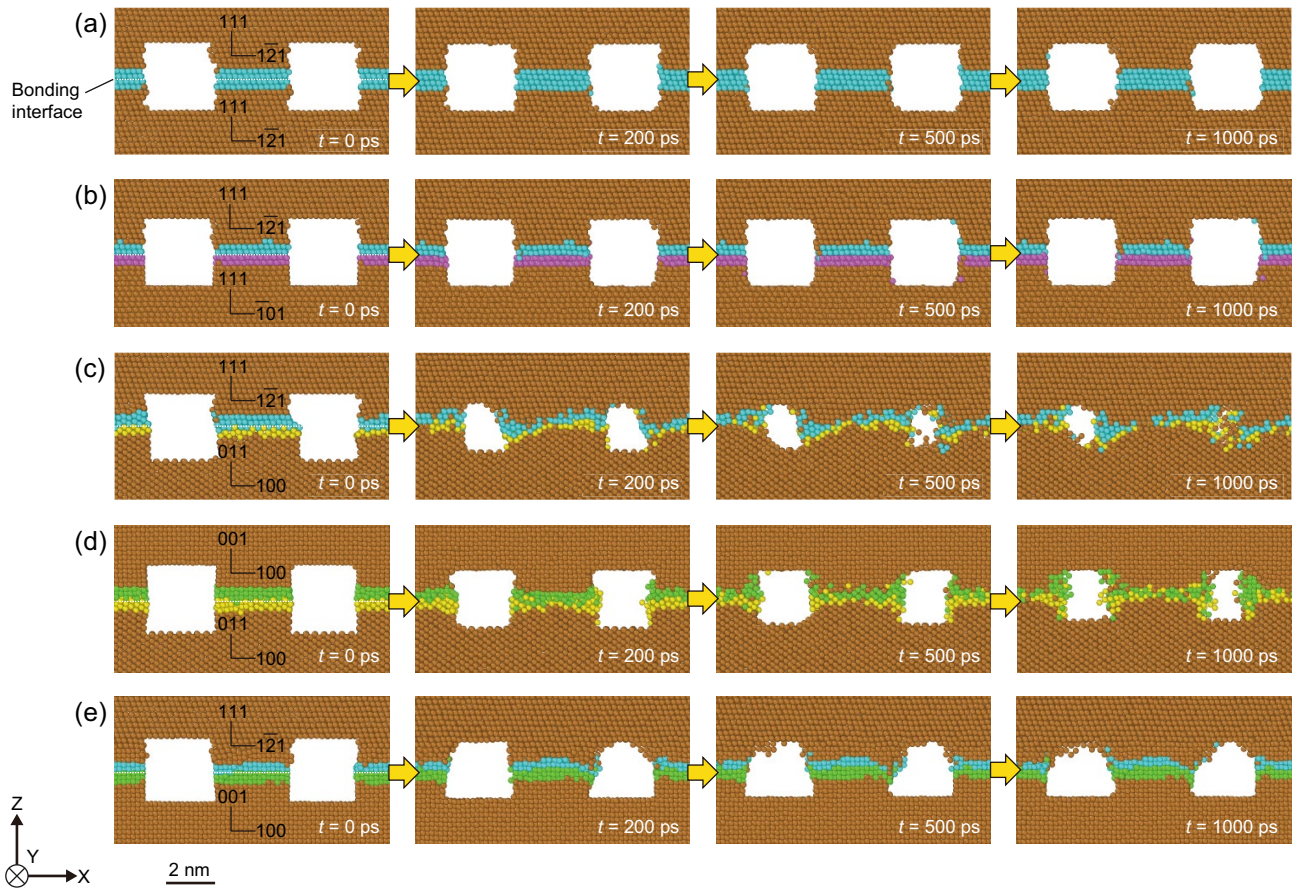 (a)
111
12̄1
Bonding
interface
111
12̄1
t = 0 ps
t = 200 ps
t = 500 ps
t = 1000 ps
(b)
111
12̄1
111
1̄01
t = 0 ps
t = 200 ps
t = 500 ps
t = 1000 ps
(c)
111
12̄1
011
100
t = 0 ps
t = 200 ps
t = 500 ps
t = 1000 ps
(d)
001
100
011
100
t = 0 ps
t = 200 ps
t = 500 ps
t = 1000 ps
(e)
111
12̄1
001
100
t = 0 ps
t = 200 ps
t = 500 ps
t = 1000 ps
Z
Y
X
2 nm